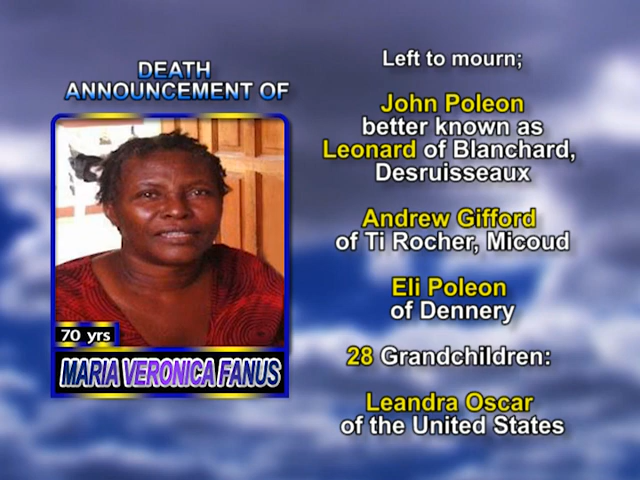 DEATH
ANNOUNCEMENT OF
70 yrs
MARIA VERONICA FANUS
Left to mourn;
John Poleon
better known as
Leonard of Blanchard,
Desruisseaux
Andrew Gifford
of Ti Rocher, Micoud
Eli Poleon
of Dennery
28 Grandchildren:
Leandra Oscar
of the United States